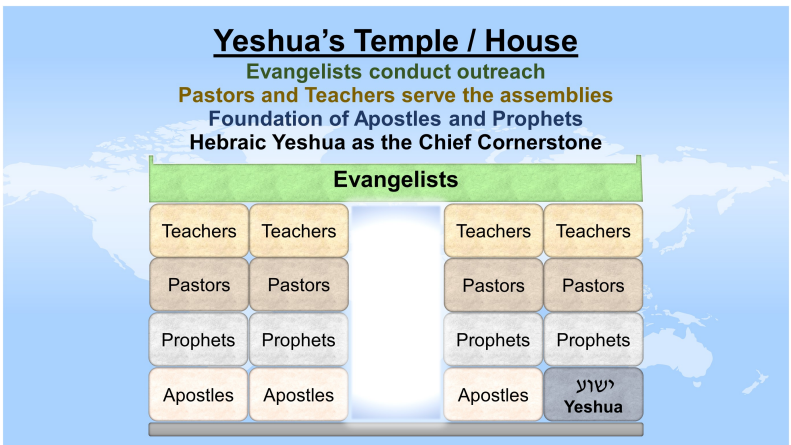 Yeshua’s Temple / House
Evangelists conduct outreach
Pastors and Teachers serve the assemblies
Foundation of Apostles and Prophets
Hebraic Yeshua as the Chief Cornerstone
Evangelists
Teachers Teachers Teachers Teachers
Pastors Pastors Pastors Pastors
Prophets Prophets Prophets Prophets
Apostles Apostles Apostles ישוע
Yeshua